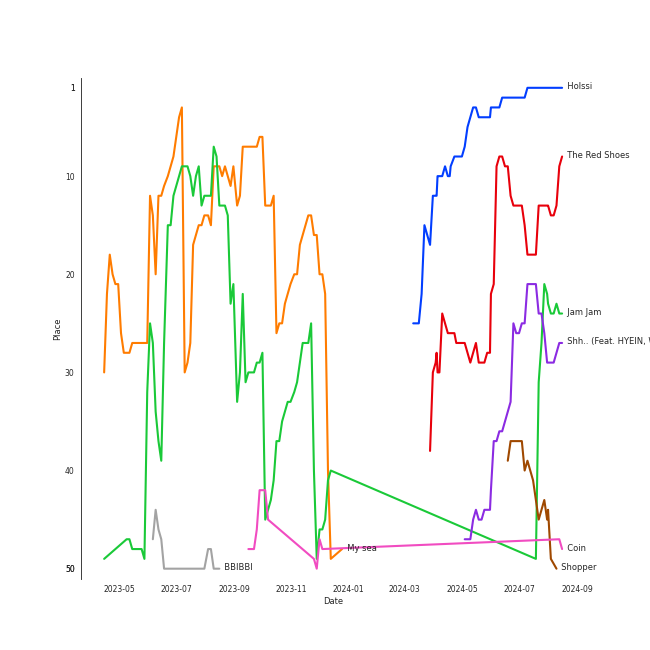 1
Holssi
The Red Shoes
10
20
Jam Jam
Place
Shh.. (Feat. HYEIN,
30
40
My sea
Coin
50
BBIBBI
Shopper
2023-05
2023-07
2023-09
2023-11
2024-01
2024-03
2024-05
2024-07
2024-09
Date